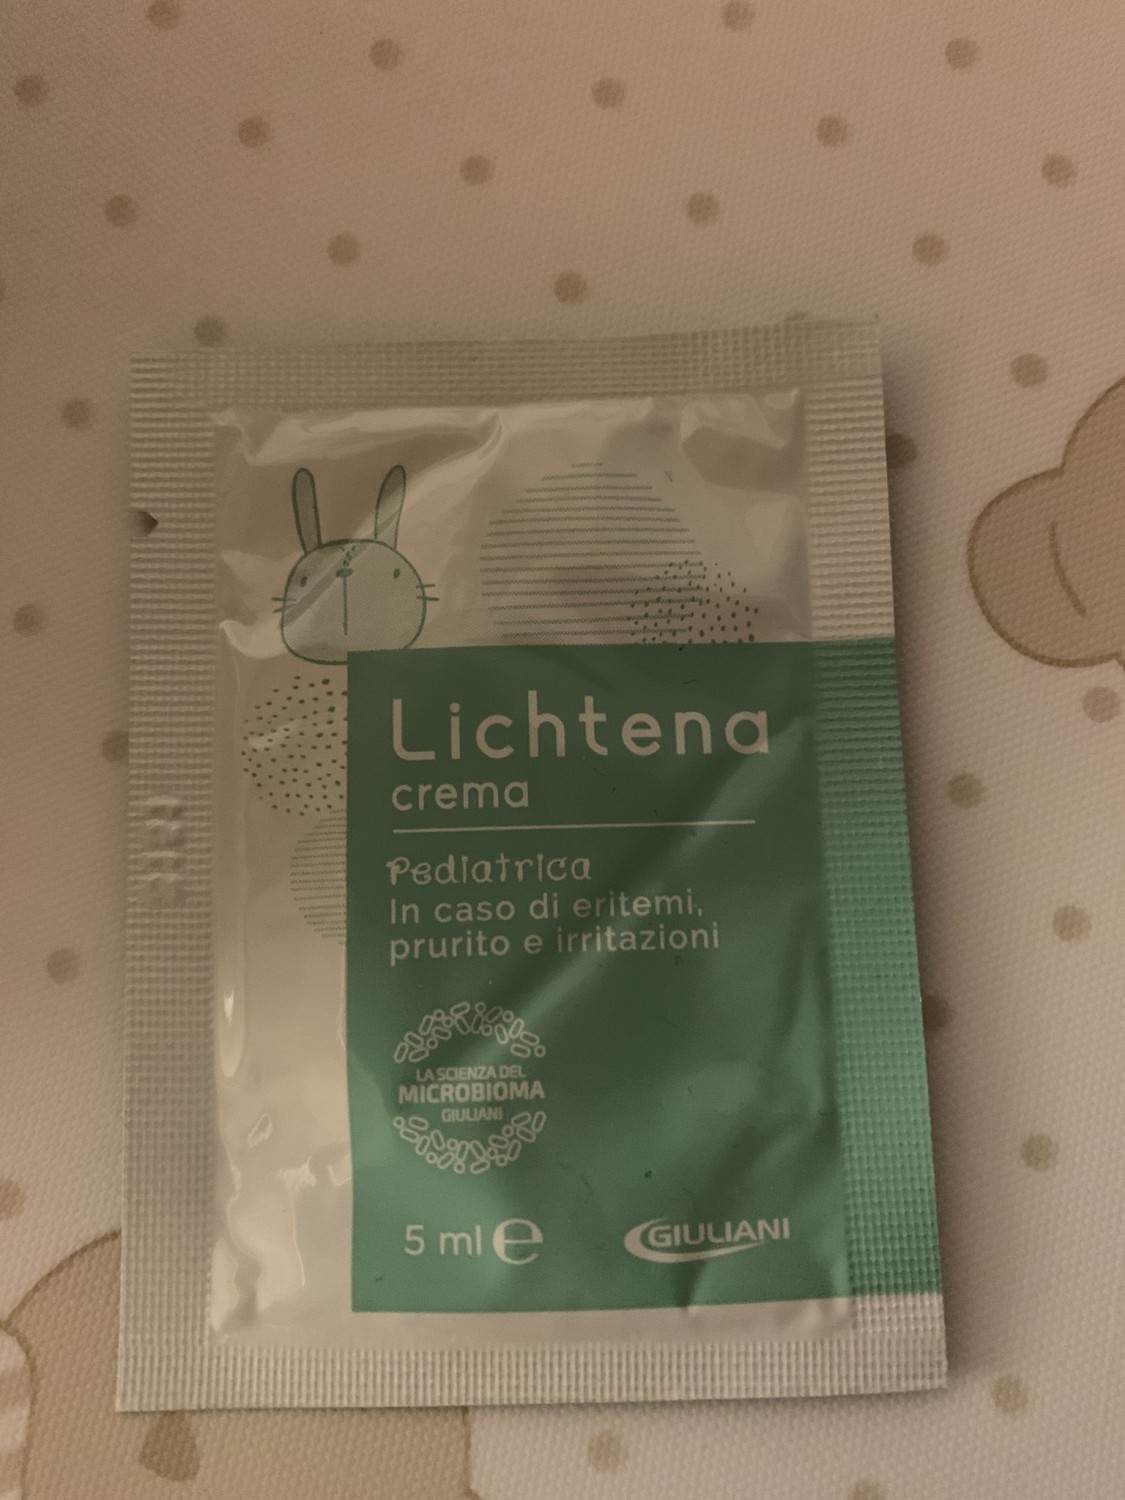 Lichtena
crema
Pediatrica
In caso di eritemi,
prurito e irritazioni
LA SCIENZA DEL
MICROBIOMA
GIULIANI
5 ml e
GIULIANI